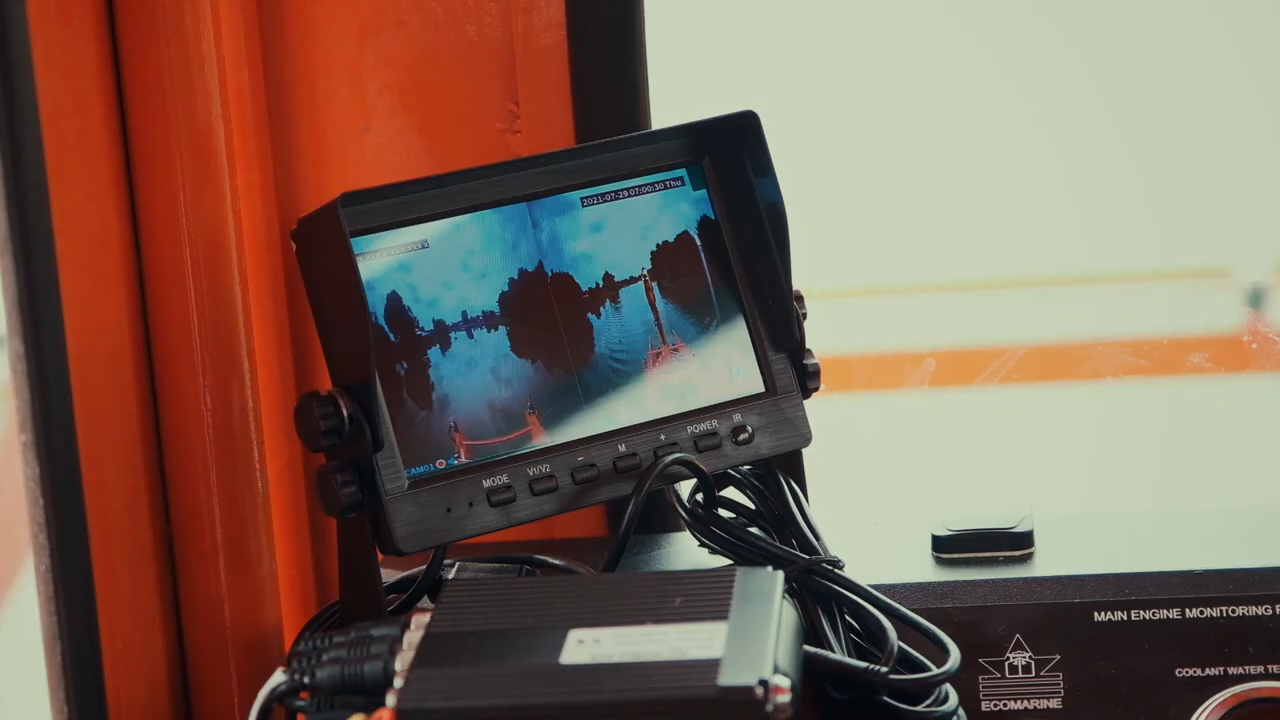 2021-07-29 07:00:30 Thu
CAM01
MODE
V1/V2
−
M
+
POWER
IR
MAIN ENGINE MONITORING
COOLANT WATER
ECOMARINE